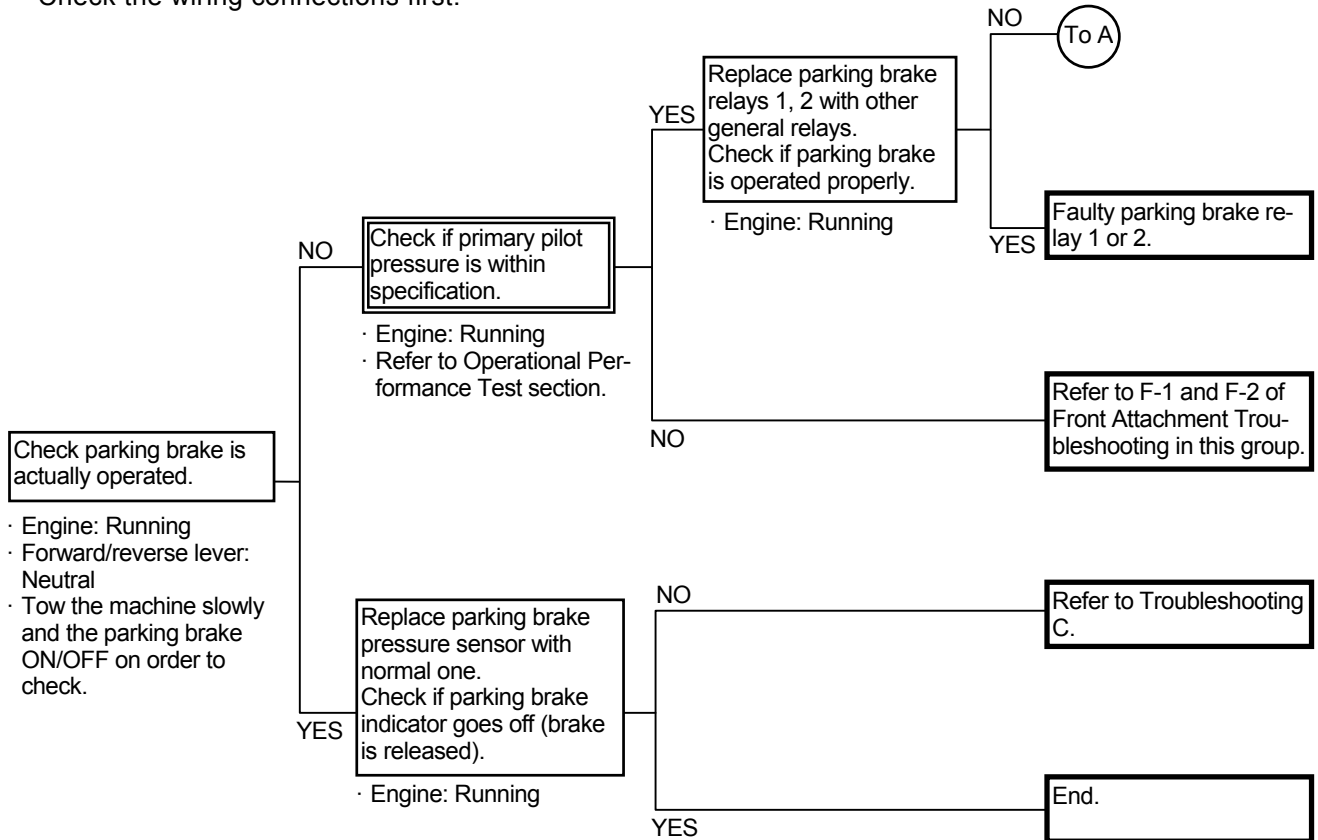 Check the wiring connections first.
NO
To A
Replace parking brake
relays 1, 2 with other
general relays.
Check if parking brake
is operated properly.
YES
· Engine: Running
Faulty parking brake re-
lay 1 or 2.
YES
NO
Check if primary pilot
pressure is within
specification.
· Engine: Running
· Refer to Operational Per-
formance Test section.
Refer to F-1 and F-2 of
Front Attachment Trou-
bleshooting in this group.
NO
Check parking brake is
actually operated.
· Engine: Running
· Forward/reverse lever:
Neutral
· Tow the machine slowly
and the parking brake
ON/OFF on order to
check.
Replace parking brake
pressure sensor with
normal one.
Check if parking brake
indicator goes off (brake
is released).
YES
· Engine: Running
NO
Refer to Troubleshooting
C.
End.
YES